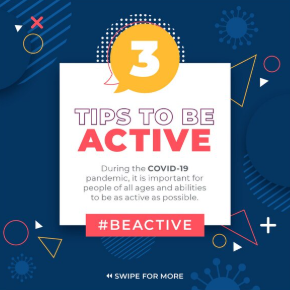 3
TIPS TO BE
ACTIVE
During the COVID-19
pandemic, it is important for
people of all ages and abilities
to be as active as possible.
#BEACTIVE
SWIPE FOR MORE